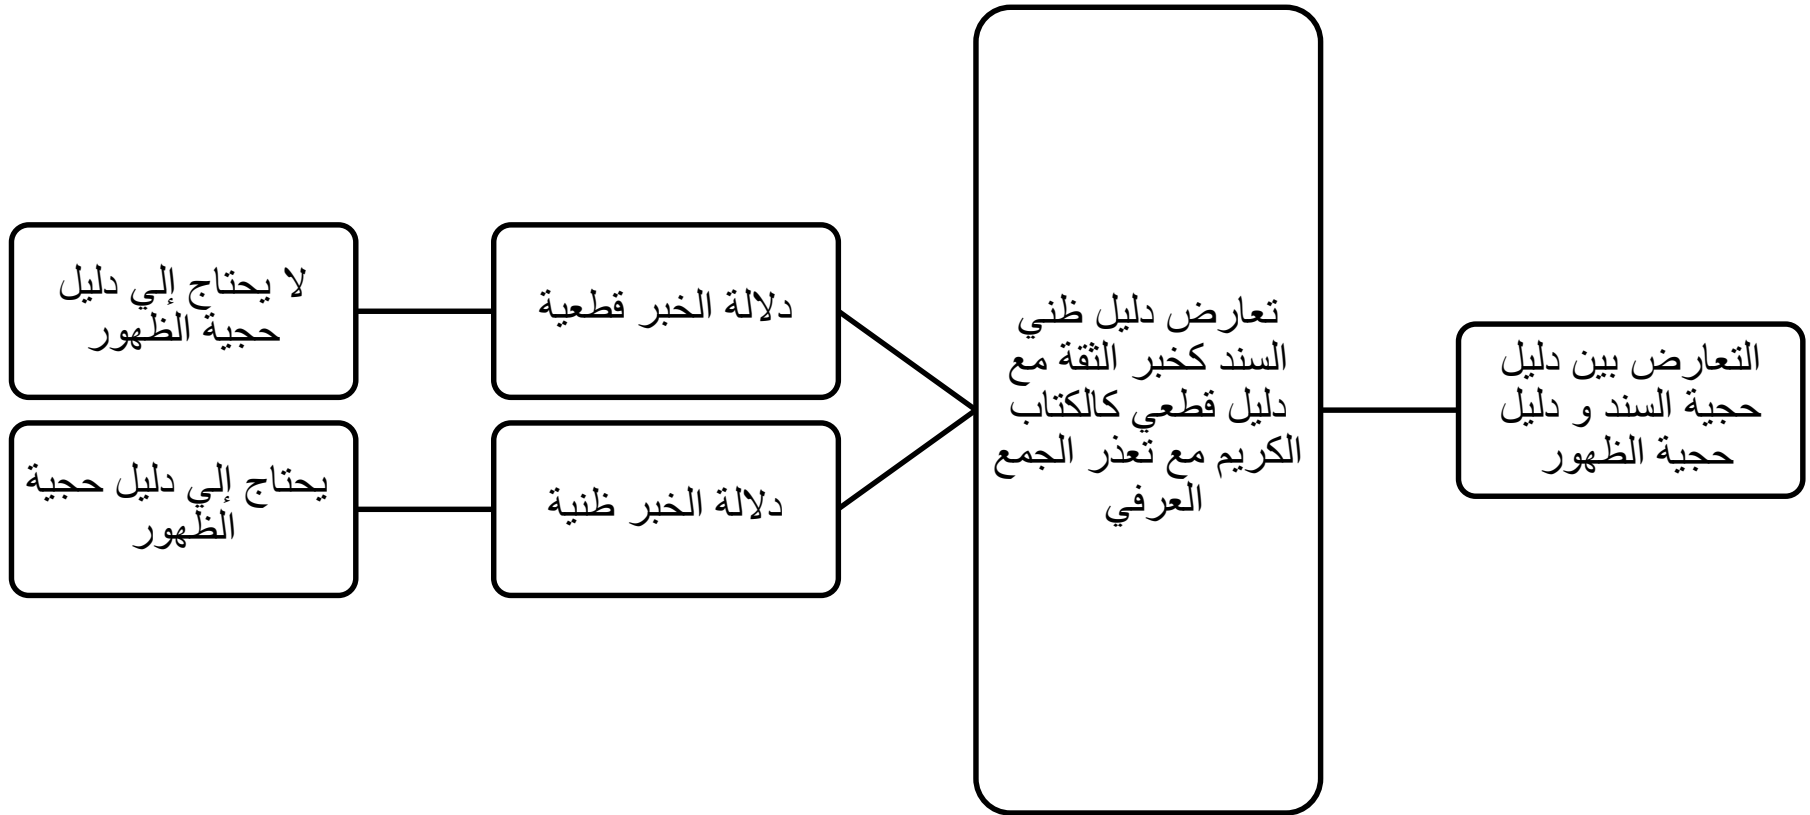 التعارض بين دليل
حجية السند و دليل
حجية الظهور
تعارض دليل ظني
السند كخبر الثقة مع
دليل قطعي كالكتاب
الكريم مع تعذر الجمع
العرفي
دلالة الخبر قطعية
لا يحتاج إلي دليل
حجية الظهور
دلالة الخبر ظنية
يحتاج إلي دليل حجية
الظهور